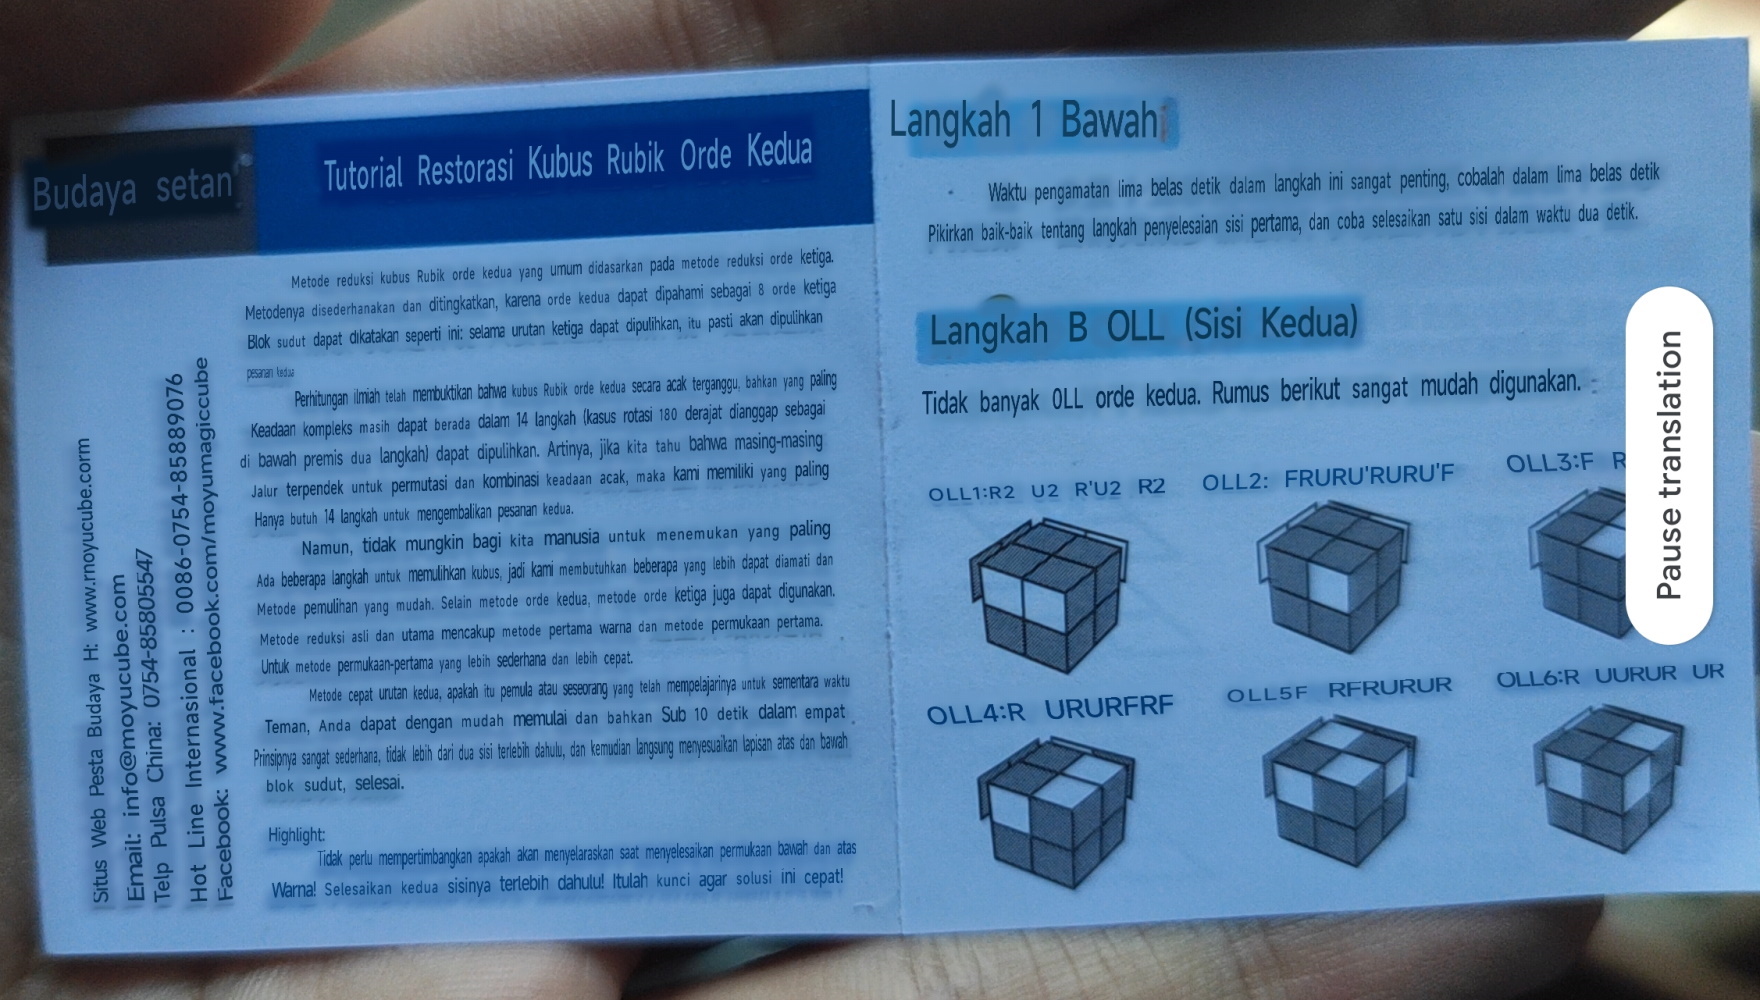 Budaya setan
Tutorial Restorasi Kubus Rubik Orde Kedua
Metode reduksi kubus Rubik orde kedua yang umum didasarkan pada metode reduksi orde ketiga.
Metodenya disederhanakan dan ditingkatkan, karena orde kedua dapat dipahami sebagai 8 orde ketiga
Blok sudut dapat dikatakan seperti ini: selama urutan ketiga dapat dipulihkan, itu pasti akan dipulihkan
pesanan kedua
Perhitungan ilmiah telah membuktikan bahwa kubus Rubik orde kedua secara acak terganggu, bahkan yang paling
Keadaan kompleks masih dapat berada dalam 14 langkah (kasus rotasi 180 derajat dianggap sebagai
di bawah premis dua langkah) dapat dipulihkan. Artinya, jika kita tahu bahwa masing-masing
Jalur terpendek untuk permutasi dan kombinasi keadaan acak, maka kami memiliki yang paling
Hanya butuh 14 langkah untuk mengembalikan pesanan kedua.
Namun, tidak mungkin bagi kita manusia untuk menemukan yang paling
Ada beberapa langkah untuk memulihkan kubus, jadi kami membutuhkan beberapa yang lebih dapat diamati dan
Metode pemulihan yang mudah. Selain metode orde kedua, metode orde ketiga juga dapat digunakan.
Metode reduksi asli dan utama mencakup metode pertama warna dan metode permukaan pertama.
Untuk metode permukaan-pertama yang lebih sederhana dan lebih cepat.
Metode cepat urutan kedua, apakah itu pemula atau seseorang yang telah mempelajarinya untuk sementara waktu
Teman, Anda dapat dengan mudah memulai dan bahkan Sub 10 detik dalam empat
Prinsipnya sangat sederhana, tidak lebih dari dua sisi terlebih dahulu, dan kemudian langsung menyesuaikan lapisan atas dan bawah
blok sudut, selesai.
Highlight:
Tidak perlu mempertimbangkan apakah akan menyelaraskan saat menyelesaikan permukaan bawah dan atas
Warna! Selesaikan kedua sisinya terlebih dahulu! Itulah kunci agar solusi ini cepat!
Situs Web Pesta Budaya H: www.rnoyucube.corm
Email: info@moyucube.com
Telp Pulsa China: 0754-85805547
Hot Line Internasional : 0086-0754-85889076
Facebook: www.facebook.com/moyumagiccube
Langkah 1 Bawah
Waktu pengamatan lima belas detik dalam langkah ini sangat penting, cobalah dalam lima belas detik
Pikirkan baik-baik tentang langkah penyelesaian sisi pertama, dan coba selesaikan satu sisi dalam waktu dua detik.
Langkah B OLL (Sisi Kedua)
Tidak banyak OLL orde kedua. Rumus berikut sangat mudah digunakan.
OLL1:R2 U2 R'U2 R2
OLL2: FRURU'RURU'F
OLL3:F R
OLL4:R URURFRF
OLL5F RFRURUR
OLL6:R UURUR UR
Pause translation